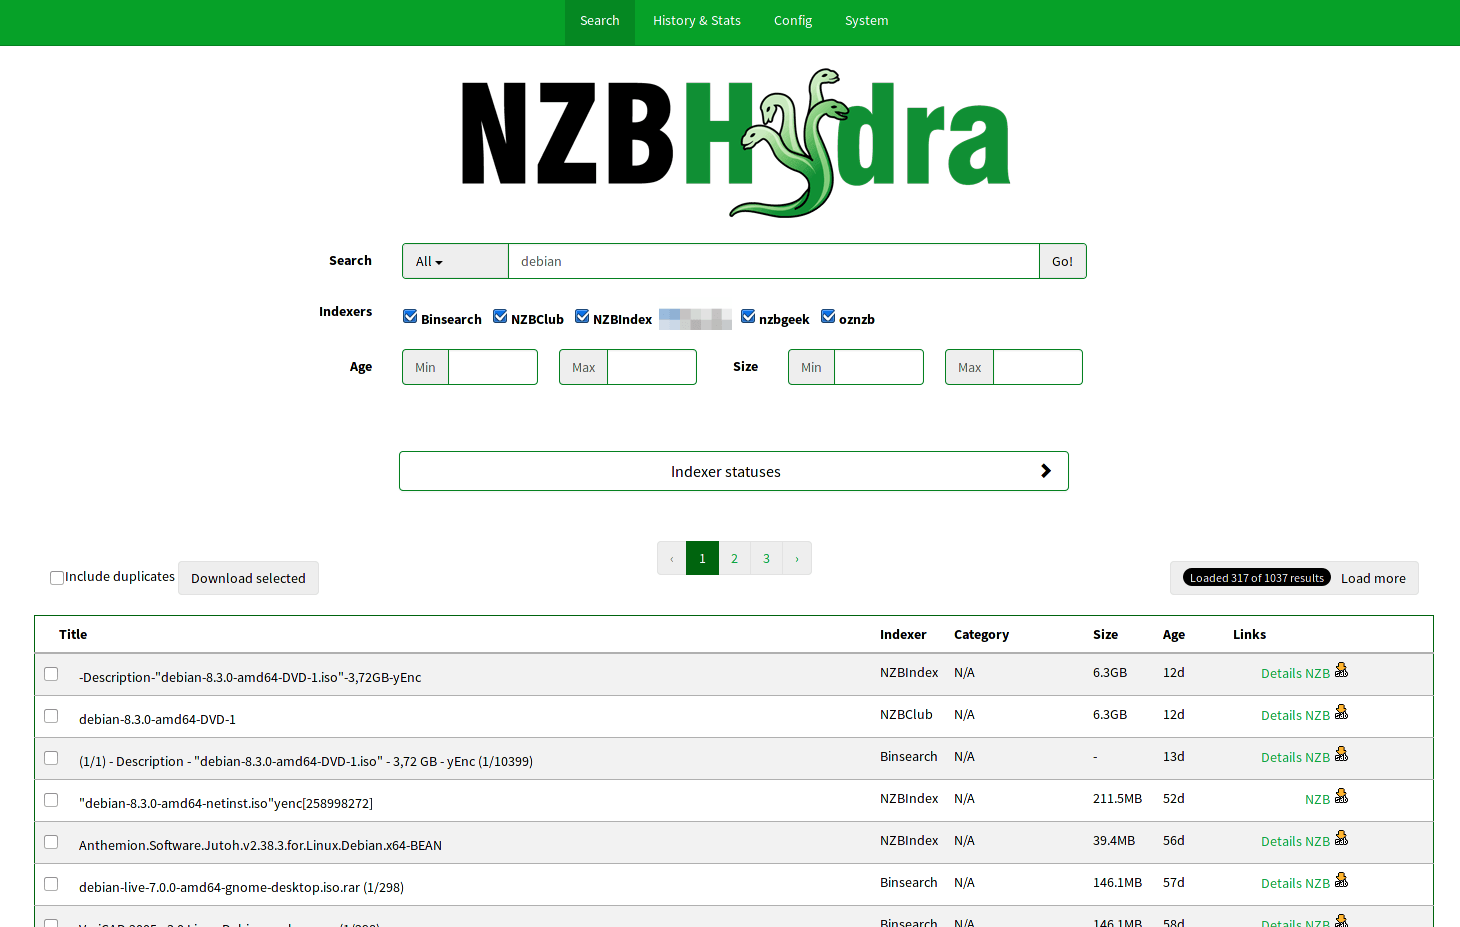 Search History & Stats Config System
NZBHydra
Search All debian Go!
Indexers Binsearch NZBClub NZBIndex nzbgeek oznzb
Age Min Max Size Min Max
Indexer statuses
‹ 1 2 3 ›
Include duplicates Download selected Loaded 317 of 1037 results Load more
Title Indexer Category Size Age Links
-Description-"debian-8.3.0-amd64-DVD-1.iso"-3,72GB-yEnc NZBIndex N/A 6.3GB 12d Details NZB
debian-8.3.0-amd64-DVD-1 NZBClub N/A 6.3GB 12d Details NZB
(1/1) - Description - "debian-8.3.0-amd64-DVD-1.iso" - 3,72 GB - yEnc (1/10399) Binsearch N/A - 13d Details NZB
"debian-8.3.0-amd64-netinst.iso"yenc[258998272] NZBIndex N/A 211.5MB 52d NZB
Anthemion.Software.Jutoh.v2.38.3.for.Linux.Debian.x64-BEAN NZBIndex N/A 39.4MB 56d Details NZB
debian-live-7.0.0-amd64-gnome-desktop.iso.rar (1/298) Binsearch N/A 146.1MB 57d Details NZB
Binsearch N/A 146.1MB 58d Details NZB